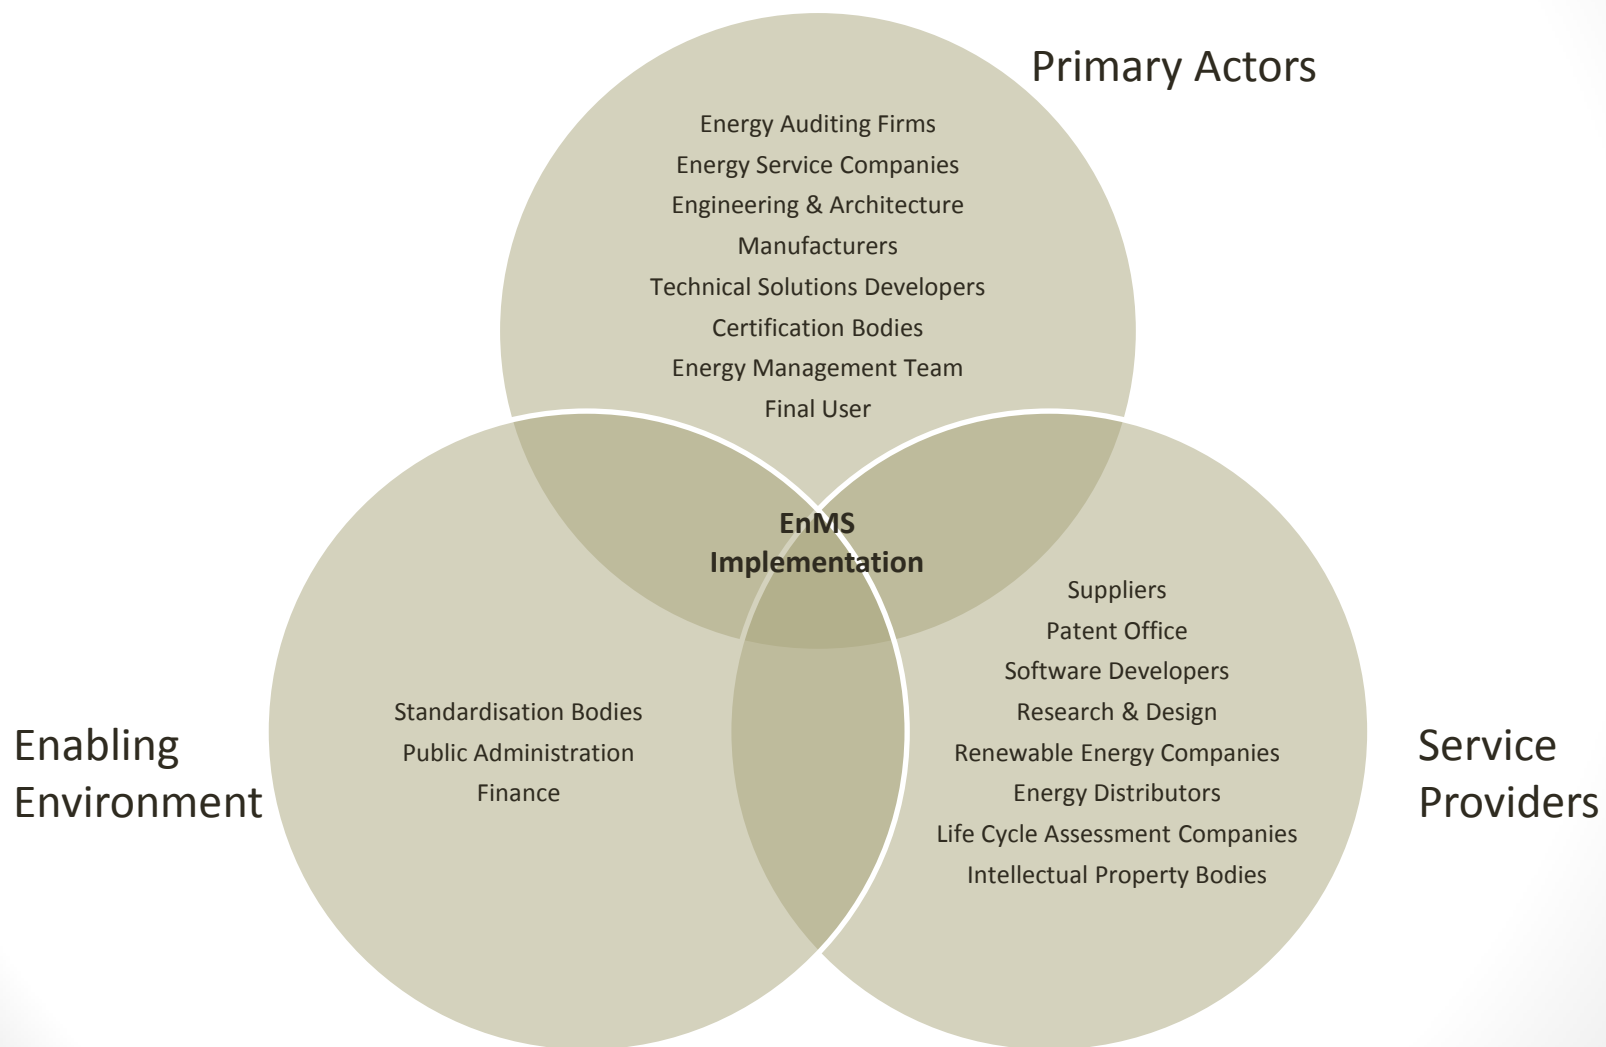 Primary Actors
Energy Auditing Firms
Energy Service Companies
Engineering & Architecture
Manufacturers
Technical Solutions Developers
Certification Bodies
Energy Management Team
Final User
EnMS
Implementation
Enabling
Environment
Standardisation Bodies
Public Administration
Finance
Suppliers
Patent Office
Software Developers
Research & Design
Renewable Energy Companies
Energy Distributors
Life Cycle Assessment Companies
Intellectual Property Bodies
Service
Providers